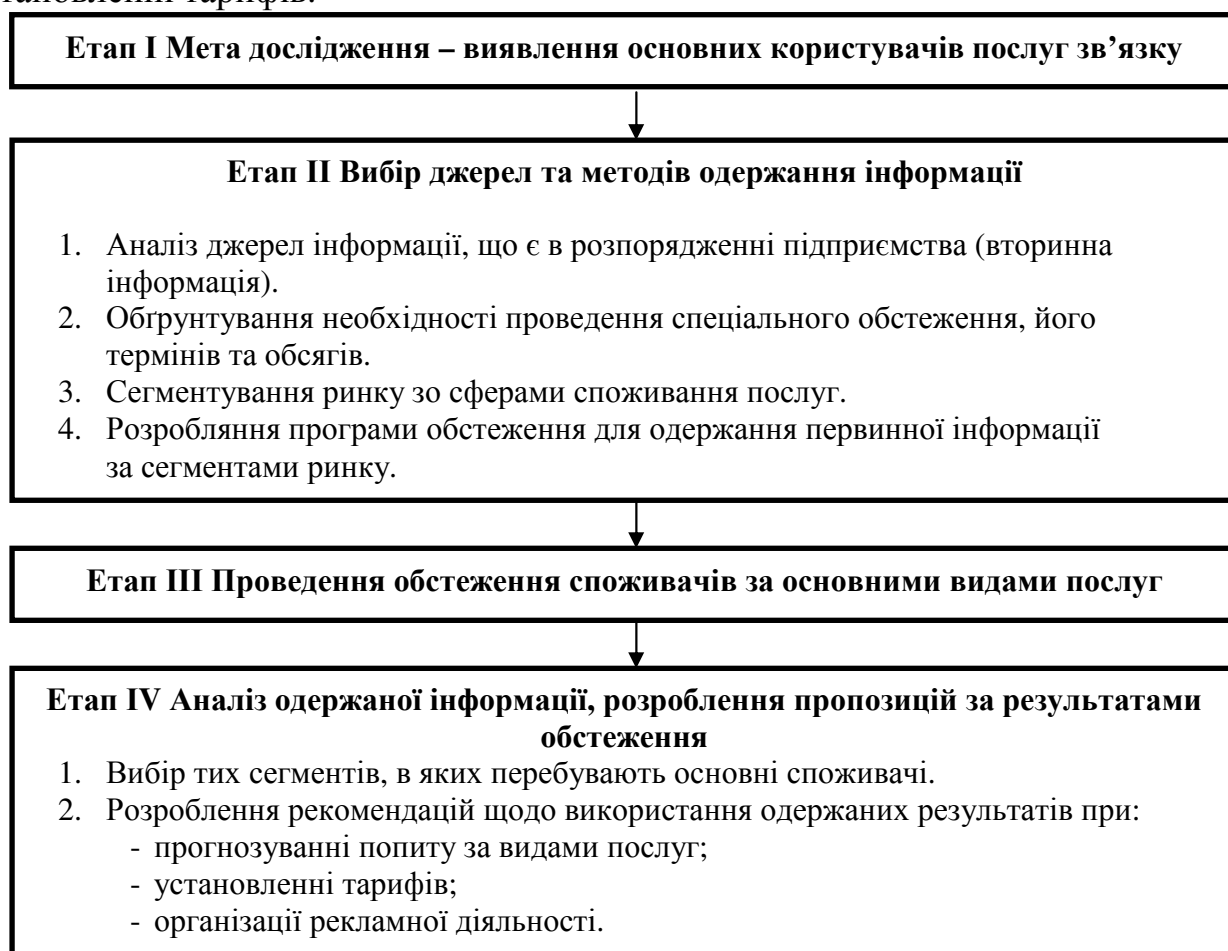 тарифів.
Етап І Мета дослідження – виявлення основних користувачів послуг зв’язку
Етап ІІ Вибір джерел та методів одержання інформації
1. Аналіз джерел інформації, що є в розпорядженні підприємства (вторинна
інформація).
2. Обґрунтування необхідності проведення спеціального обстеження, його
термінів та обсягів.
3. Сегментування ринку зо сферами споживання послуг.
4. Розробляння програми обстеження для одержання первинної інформації
за сегментами ринку.
Етап ІІІ Проведення обстеження споживачів за основними видами послуг
Етап IV Аналіз одержаної інформації, розроблення пропозицій за результатами
обстеження
1. Вибір тих сегментів, в яких перебувають основні споживачі.
2. Розроблення рекомендацій щодо використання одержаних результатів при:
- прогнозуванні попиту за видами послуг;
- установленні тарифів;
- організації рекламної діяльності.